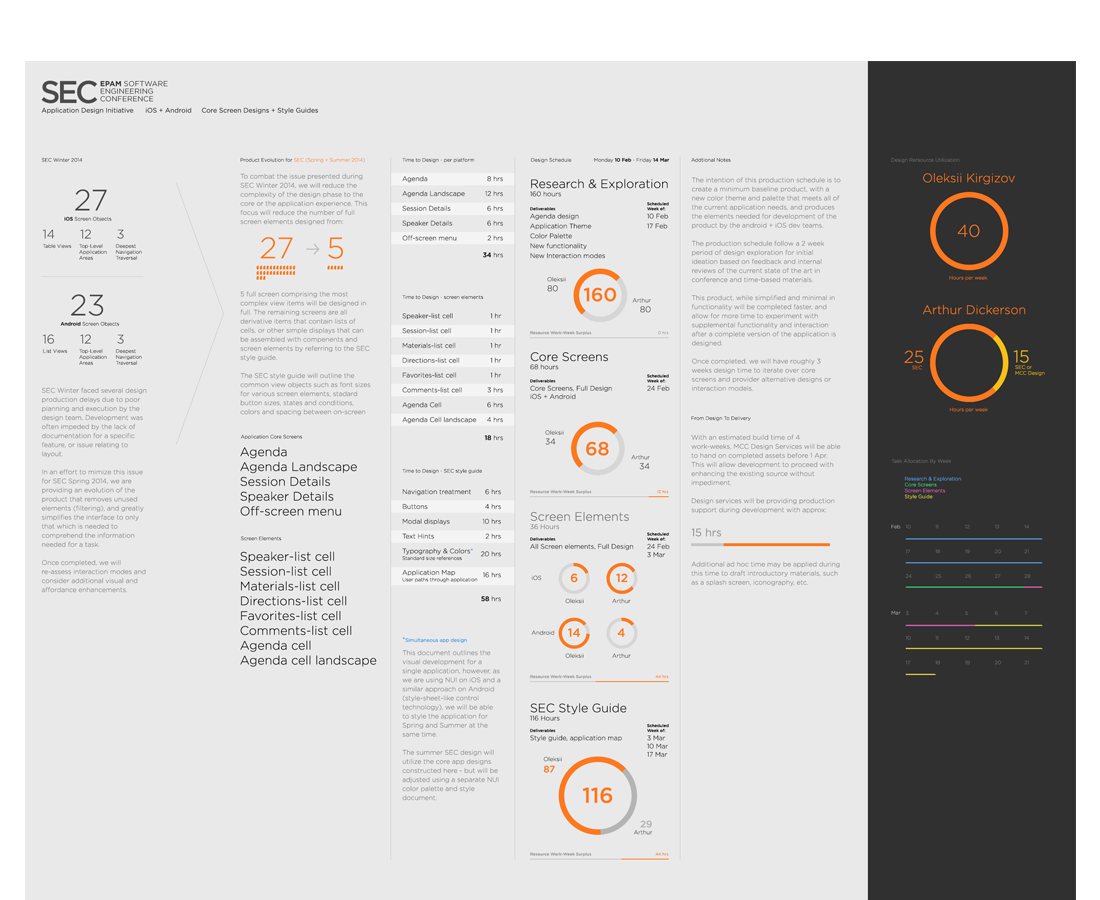 SEC EPAM SOFTWARE
ENGINEERING
CONFERENCE
Application Design Initiative iOS + Android Core Screen Designs + Style Guides
SEC Winter 2014
27
iOS Screen Objects
14 12 3
Table Views Top-Level Deepest
Application Navigation
Areas Traversal
23
Android Screen Objects
16 12 3
List Views Top-Level Deepest
Application Navigation
Areas Traversal
SEC Winter faced several design
production delays due to poor
planning and execution by the
design team. Development was
often impeded by the lack of
documentation for a specific
feature, or issue relating to
layout.
In an effort to mimize this issue
for SEC Spring 2014, we are
providing an evolution of the
product that removes unused
elements (filtering), and greatly
simplifies the interface to only
that which is needed to
comprehend the information
needed for a task.
Once completed, we will
re-assess interaction modes and
consider additional visual and
affordance enhancements.
Product Evolution for SEC (Spring + Summer 2014)
To combat the issue presented during
SEC Winter 2014, we will reduce the
complexity of the design phase to the
core or the application experience. This
focus will reduce the number of full
screen elements designed from:
27 → 5
5 full screen comprising the most
complex view items will be designed in
full. The remaining screens are all
derivative items that contain lists of
cells, or other simple displays that can
be assembled with compenents and
screen elements by referring to the SEC
style guide.
The SEC style guide will outline the
common view objects such as font sizes
for various screen elements, stadard
button sizes, states and conditions,
colors and spacing between on-screen
Application Core Screens
Agenda
Agenda Landscape
Session Details
Speaker Details
Off-screen menu
Screen Elements
Speaker-list cell
Session-list cell
Materials-list cell
Directions-list cell
Favorites-list cell
Comments-list cell
Agenda cell
Agenda cell landscape
Time to Design - per platform
Agenda 8 hrs
Agenda Landscape 12 hrs
Session Details 6 hrs
Speaker Details 6 hrs
Off-screen menu 2 hrs
34 hrs
Time to Design - screen elements
Speaker-list cell 1 hr
Session-list cell 1 hr
Materials-list cell 1 hr
Directions-list cell 1 hr
Favorites-list cell 1 hr
Comments-list cell 3 hrs
Agenda Cell 6 hrs
Agenda Cell landscape 4 hrs
18 hrs
Time to Design - SEC style guide
Navigation treatment 6 hrs
Buttons 4 hrs
Modal displays 10 hrs
Text Hints 2 hrs
Typography & Colors* 20 hrs
Standard size references
Application Map 16 hrs
User paths through application
58 hrs
*Simultaneous app design
This document outlines the
visual development for a
single application, however, as
we are using NUI on iOS and a
similar approach on Android
(style-sheet-like control
technology), we will be able
to style the application for
Spring and Summer at the
same time.
The summer SEC design will
utilize the core app designs
constructed here - but will be
adjusted using a separate NUI
color palette and style
document.
Design Schedule Monday 10 Feb - Friday 14 Mar
Research & Exploration
160 hours
Deliverables Scheduled
Week of:
Agenda design 10 Feb
Application Theme 17 Feb
Color Palette
New functionality
New Interaction modes
Oleksii
80
160
Arthur
80
Resource Work-Week Surplus 0 hrs
Core Screens
68 hours
Deliverables Scheduled
Week of:
Core Screens, Full Design 24 Feb
iOS + Android
Oleksii
34
68
Arthur
34
Resource Work-Week Surplus 12 hrs
Screen Elements
36 Hours
Deliverables Scheduled
Week of:
All Screen elements, Full Design 24 Feb
3 Mar
iOS 6 12
Oleksii Arthur
Android 14 4
Oleksii Arthur
Resource Work-Week Surplus 44 hrs
SEC Style Guide
116 Hours
Deliverables Scheduled
Week of:
Style guide, application map 3 Mar
10 Mar
17 Mar
Oleksii
87
116
29
Arthur
Resource Work-Week Surplus 44 hrs
Addtional Notes
The intention of this production schedule is to
create a minimum baseline product, with a
new color theme and palette that meets all of
the current application needs, and produces
the elements needed for development of the
product by the android + iOS dev teams.
The production schedule follow a 2 week
period of design exploration for initial
ideation based on feedback and internal
reviews of the current state of the art in
conference and time-based materials.
This product, while simplified and minimal in
functionality will be completed faster, and
allow for more time to experiment with
supplemental functionality and interaction
after a complete version of the application is
designed.
Once completed, we will have roughly 3
weeks design time to iterate over core
screens and provider alternative designs or
interaction models.
From Design To Delivery
With an estimated build time of 4
work-weeks, MCC Design Services will be able
to hand on completed assets before 1 Apr.
This will allow development to proceed with
enhancing the existing source without
impediment.
Design services will be providing production
support during development with approx.
15 hrs
Additional ad hoc time may be applied during
this time to draft introductory materials, such
as a splash screen, iconography, etc.
Design Rersource Utilization
Oleksii Kirgizov
40
Hours per week
Arthur Dickerson
25 15
SEC SEC or
MCC Design
Hours per week
Task Allocation By Week
Research & Exploration
Core Screens
Screen Elements
Style Guide
Feb 10 11 12 13 14
17 18 19 20 21
24 25 26 27 28
Mar 3 4 5 6 7
10 11 12 13 14
17 18 19 20 21